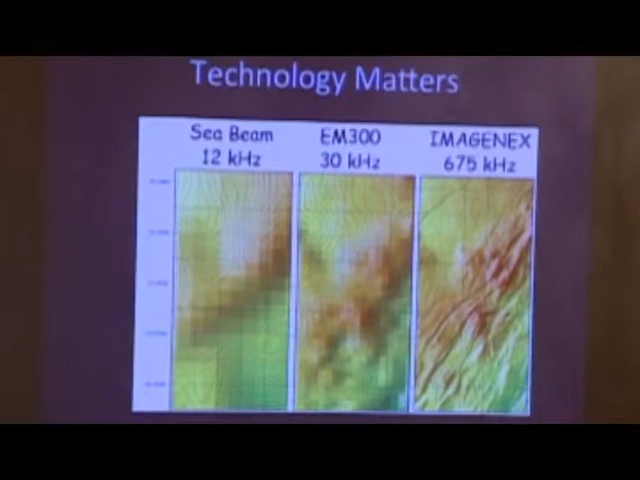 Technology Matters
Sea Beam
12 kHz
EM300
30 kHz
IMAGENEX
675 kHz